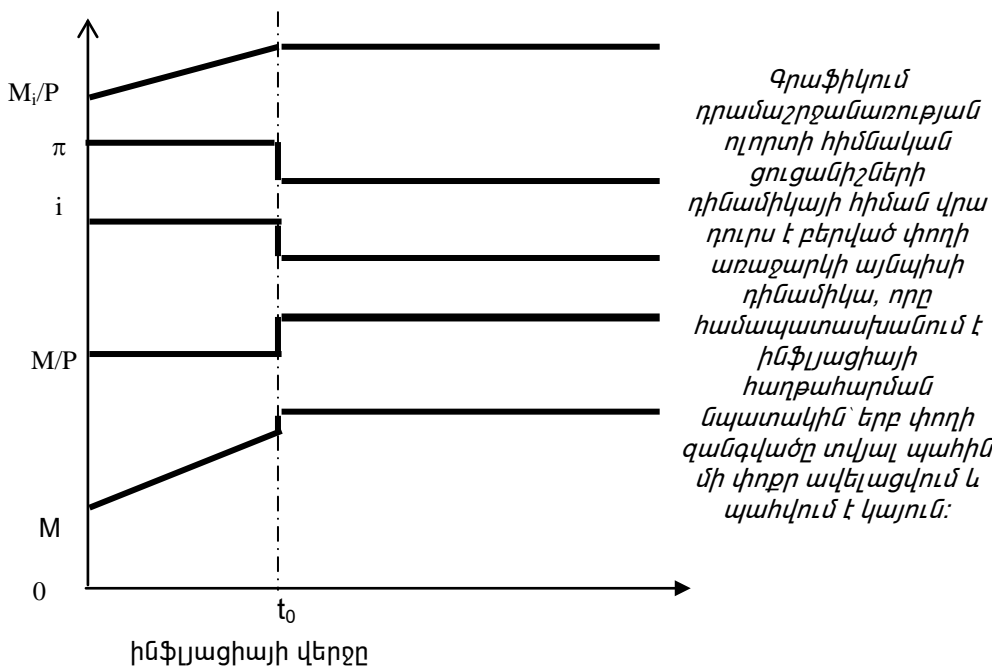 Mi/P
π
i
M/P
M
0
t0
ինֆլյացիայի վերջը
Գրաֆիկում
դրամաշրջանառության
ոլորտի հիմնական
ցուցանիշների
դինամիկայի հիման վրա
դուրս է բերված փողի
առաջարկի այնպիսի
դինամիկա, որը
համապատասխանում է
ինֆլյացիայի
հաղթահարման
նպատակին՝ երբ փողի
զանգվածը տվյալ պահին
մի փոքր ավելացվում և
պահվում է կայուն: